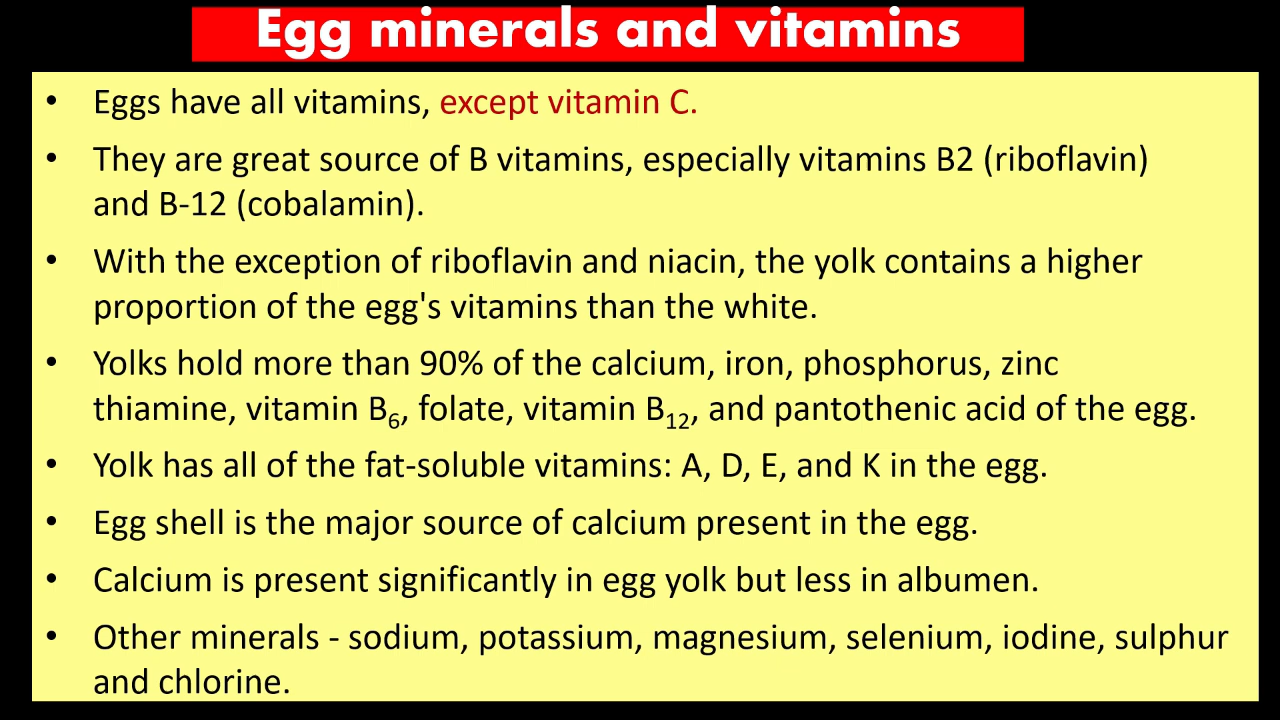 Egg minerals and vitamins
• Eggs have all vitamins, except vitamin C.
• They are great source of B vitamins, especially vitamins B2 (riboflavin)
and B-12 (cobalamin).
• With the exception of riboflavin and niacin, the yolk contains a higher
proportion of the egg's vitamins than the white.
• Yolks hold more than 90% of the calcium, iron, phosphorus, zinc
thiamine, vitamin B₆, folate, vitamin B₁₂, and pantothenic acid of the egg.
• Yolk has all of the fat-soluble vitamins: A, D, E, and K in the egg.
• Egg shell is the major source of calcium present in the egg.
• Calcium is present significantly in egg yolk but less in albumen.
• Other minerals - sodium, potassium, magnesium, selenium, iodine, sulphur
and chlorine.